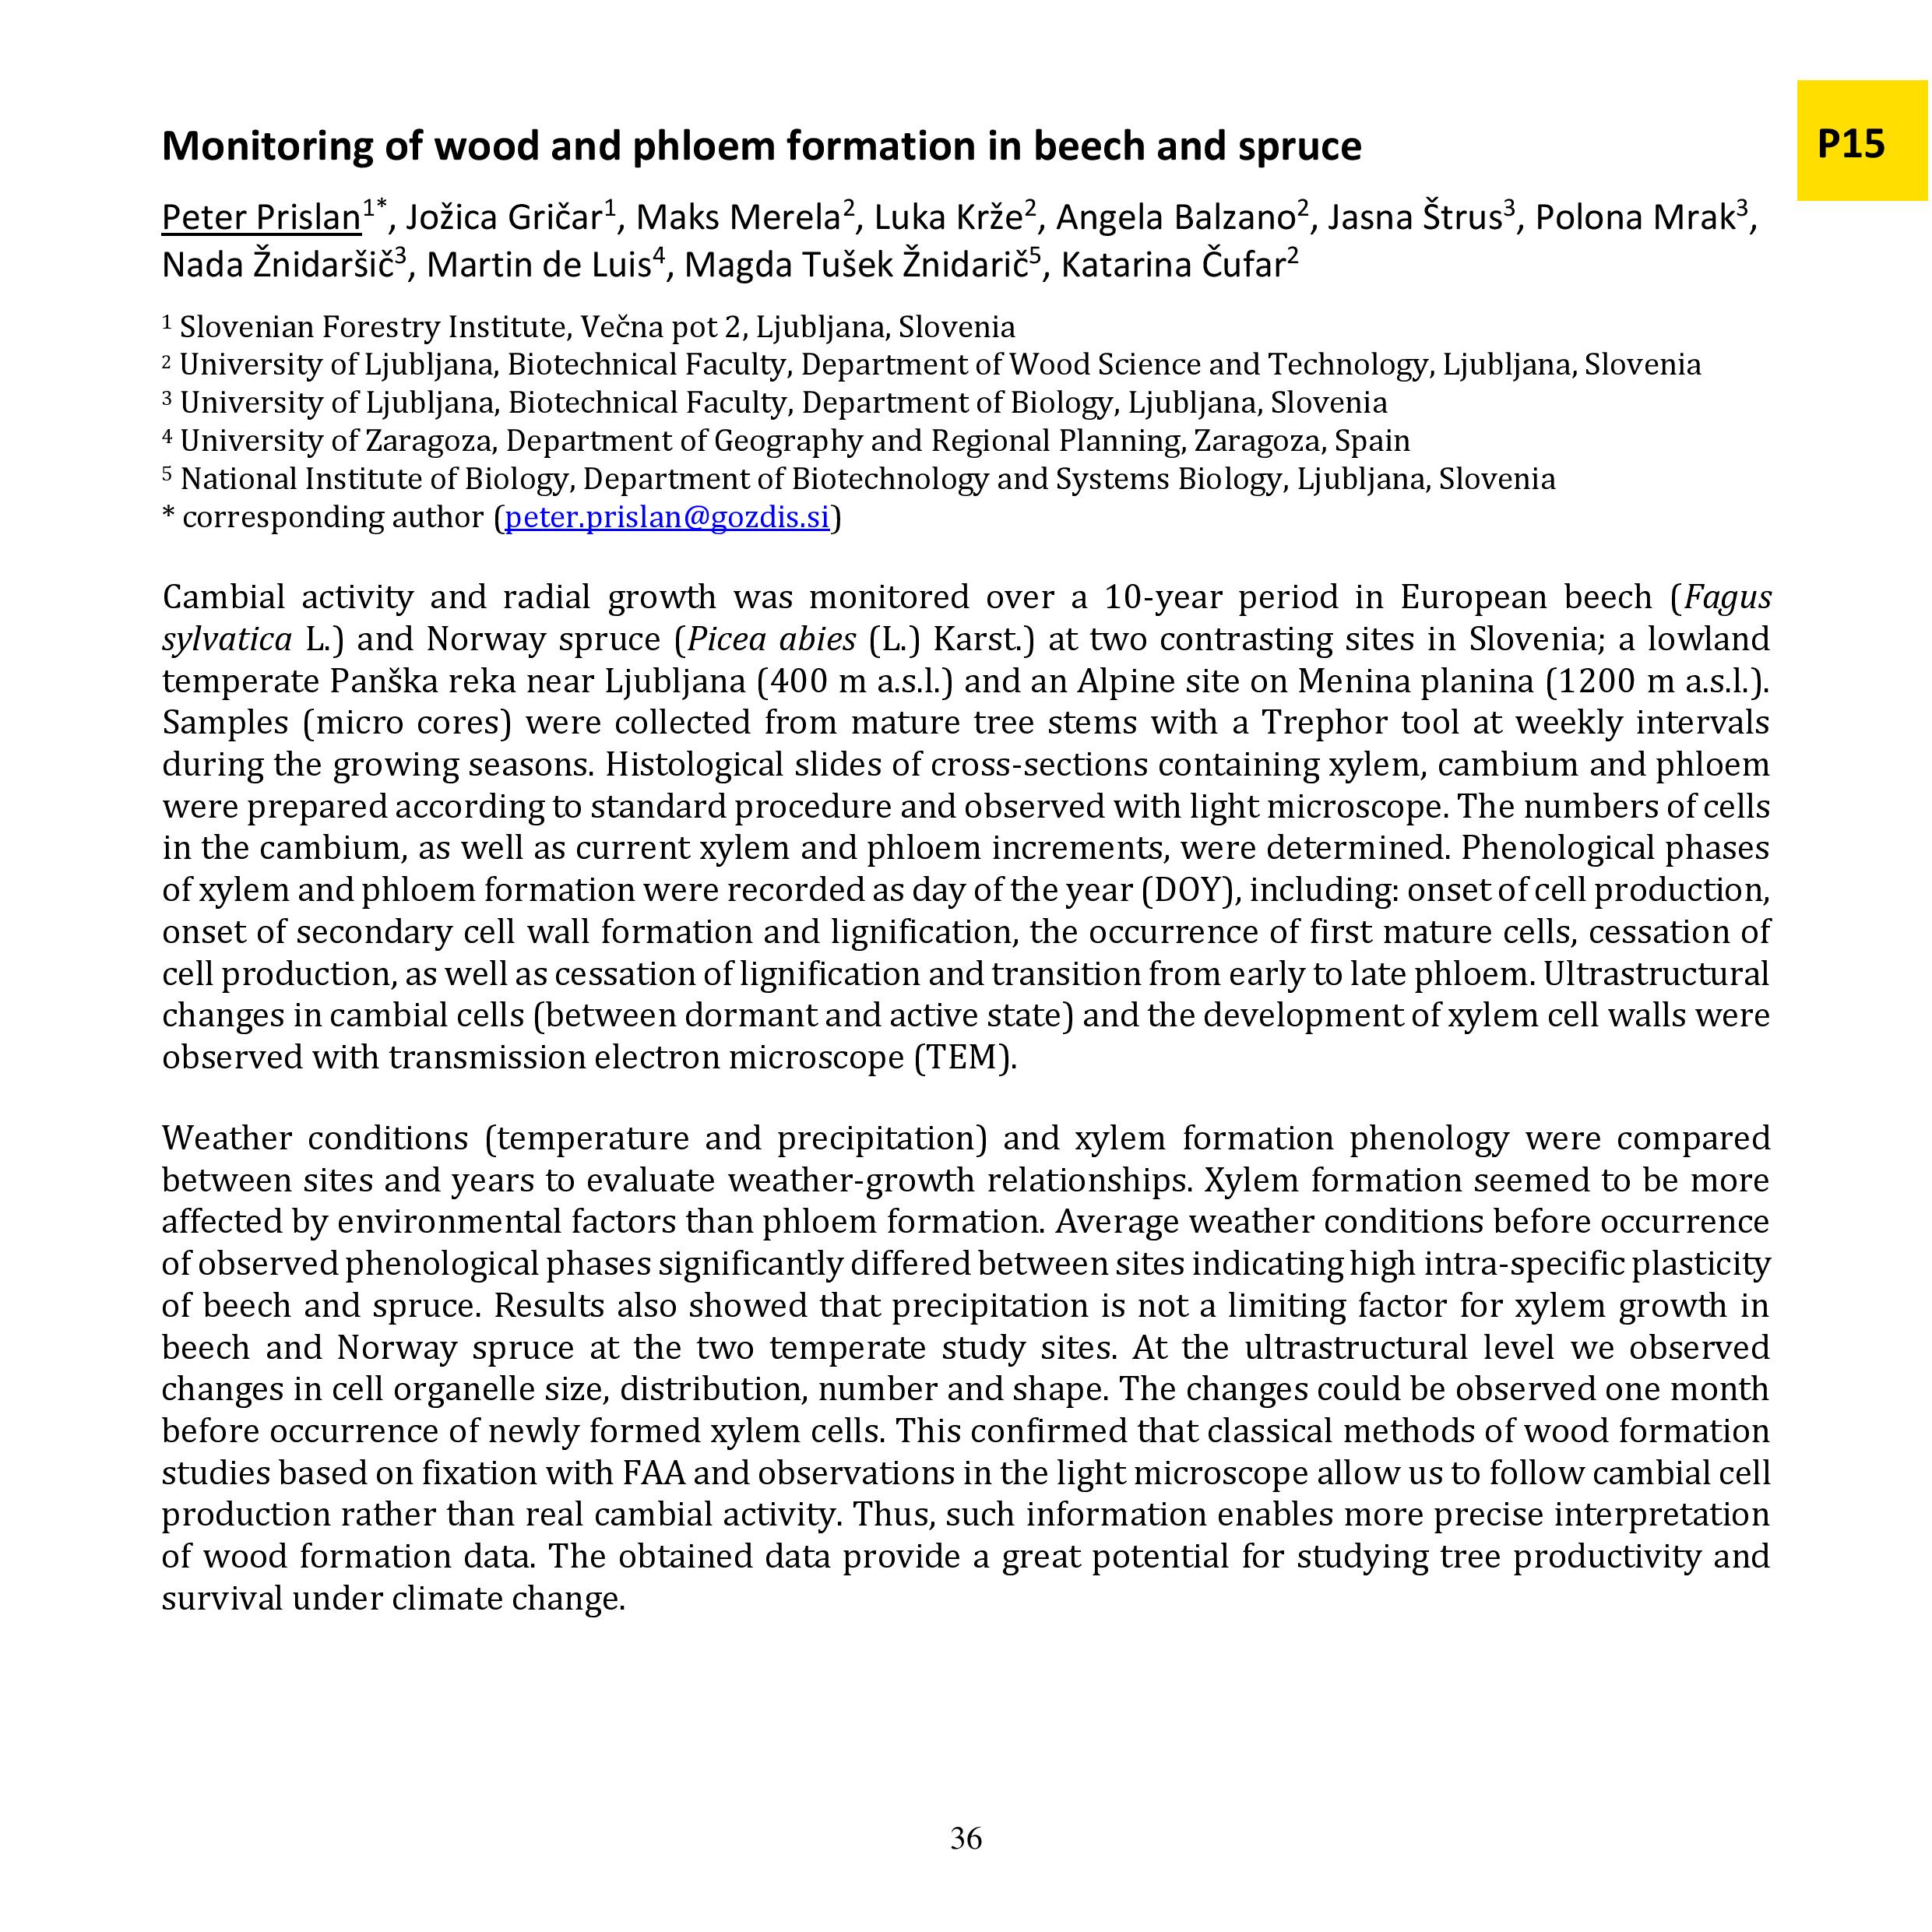 Monitoring of wood and phloem formation in beech and spruce
P15
Peter Prislan1*, Jožica Gričar1, Maks Merela2, Luka Krže2, Angela Balzano2, Jasna Štrus3, Polona Mrak3,
Nada Žnidaršič3, Martin de Luis4, Magda Tušek Žnidarič5, Katarina Čufar2
1 Slovenian Forestry Institute, Večna pot 2, Ljubljana, Slovenia
2 University of Ljubljana, Biotechnical Faculty, Department of Wood Science and Technology, Ljubljana, Slovenia
3 University of Ljubljana, Biotechnical Faculty, Department of Biology, Ljubljana, Slovenia
4 University of Zaragoza, Department of Geography and Regional Planning, Zaragoza, Spain
5 National Institute of Biology, Department of Biotechnology and Systems Biology, Ljubljana, Slovenia
* corresponding author (peter.prislan@gozdis.si)
Cambial activity and radial growth was monitored over a 10-year period in European beech (Fagus
sylvatica L.) and Norway spruce (Picea abies (L.) Karst.) at two contrasting sites in Slovenia; a lowland
temperate Panška reka near Ljubljana (400 m a.s.l.) and an Alpine site on Menina planina (1200 m a.s.l.).
Samples (micro cores) were collected from mature tree stems with a Trephor tool at weekly intervals
during the growing seasons. Histological slides of cross-sections containing xylem, cambium and phloem
were prepared according to standard procedure and observed with light microscope. The numbers of cells
in the cambium, as well as current xylem and phloem increments, were determined. Phenological phases
of xylem and phloem formation were recorded as day of the year (DOY), including: onset of cell production,
onset of secondary cell wall formation and lignification, the occurrence of first mature cells, cessation of
cell production, as well as cessation of lignification and transition from early to late phloem. Ultrastructural
changes in cambial cells (between dormant and active state) and the development of xylem cell walls were
observed with transmission electron microscope (TEM).
Weather conditions (temperature and precipitation) and xylem formation phenology were compared
between sites and years to evaluate weather-growth relationships. Xylem formation seemed to be more
affected by environmental factors than phloem formation. Average weather conditions before occurrence
of observed phenological phases significantly differed between sites indicating high intra-specific plasticity
of beech and spruce. Results also showed that precipitation is not a limiting factor for xylem growth in
beech and Norway spruce at the two temperate study sites. At the ultrastructural level we observed
changes in cell organelle size, distribution, number and shape. The changes could be observed one month
before occurrence of newly formed xylem cells. This confirmed that classical methods of wood formation
studies based on fixation with FAA and observations in the light microscope allow us to follow cambial cell
production rather than real cambial activity. Thus, such information enables more precise interpretation
of wood formation data. The obtained data provide a great potential for studying tree productivity and
survival under climate change.
36